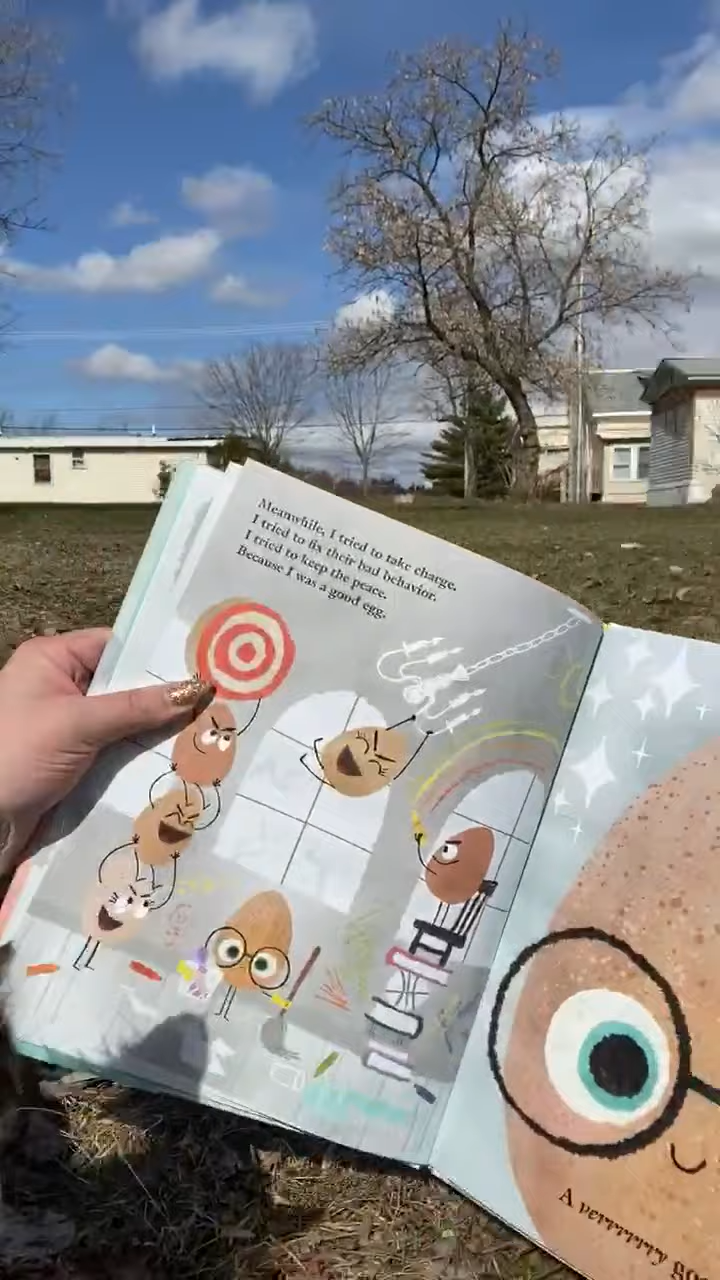 Meanwhile, I tried to take charge.
I tried to fix their bad behavior.
I tried to keep the peace.
Because I was a good egg.
A verrrrrry